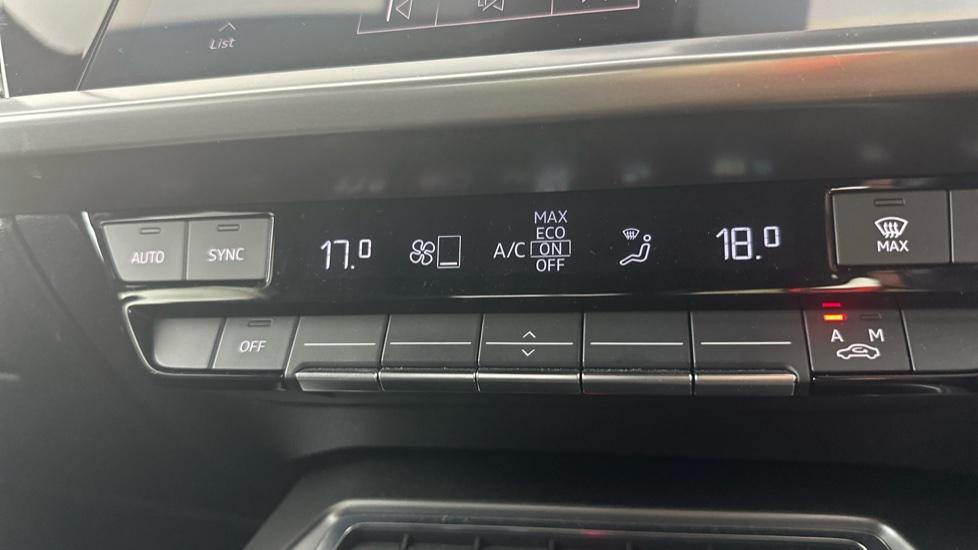 List
AUTO
SYNC
17.0
A/C
MAX
ECO
ON
OFF
18.0
MAX
OFF
A M